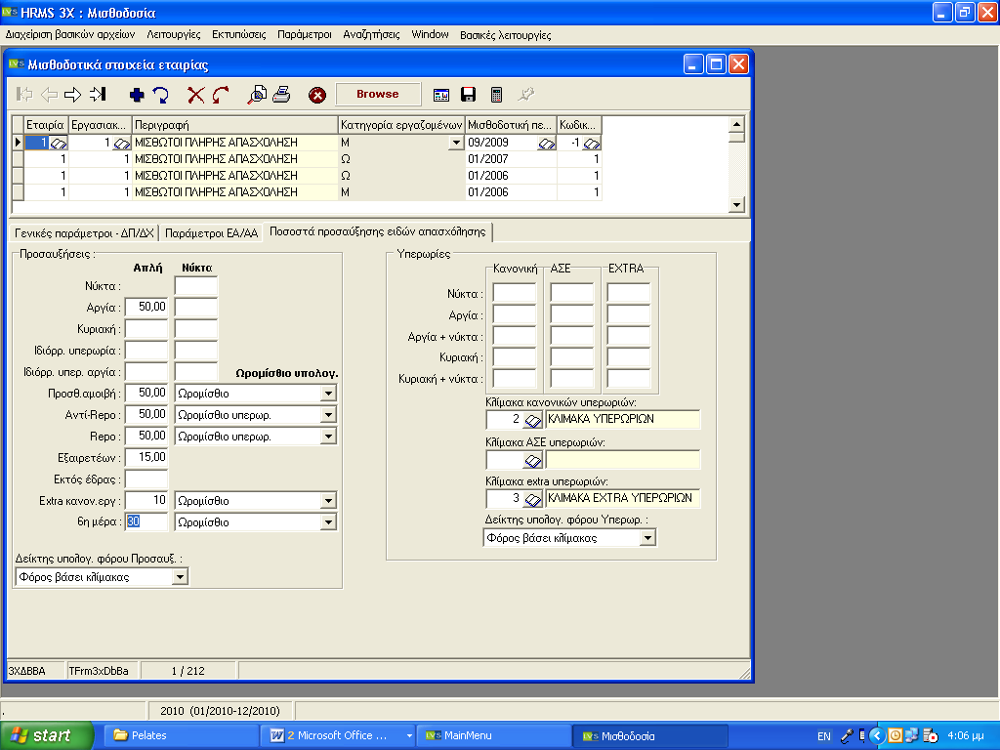 HRMS 3X : Μισθοδοσία
Διαχείριση βασικών αρχείων Λειτουργίες Εκτυπώσεις Παράμετροι Αναζητήσεις Window Βασικές λειτουργίες
Μισθοδοτικά στοιχεία εταιρίας
Browse
Εταιρία Εργασιακ... Περιγραφή Κατηγορία εργαζομένων Μισθοδοτική πε... Κωδικ...
1 1 ΜΙΣΘΩΤΟΙ ΠΛΗΡΗΣ ΑΠΑΣΧΟΛΗΣΗ Μ 09/2009 -1
1 1 ΜΙΣΘΩΤΟΙ ΠΛΗΡΗΣ ΑΠΑΣΧΟΛΗΣΗ Ω 01/2007 1
1 1 ΜΙΣΘΩΤΟΙ ΠΛΗΡΗΣ ΑΠΑΣΧΟΛΗΣΗ Ω 01/2006 1
1 1 ΜΙΣΘΩΤΟΙ ΠΛΗΡΗΣ ΑΠΑΣΧΟΛΗΣΗ Μ 01/2006 1
Γενικές παράμετροι - ΔΠ/ΔΧ Παράμετροι ΕΑ/ΑΑ Ποσοστά προσαύξησης ειδών απασχόλησης
Προσαυξήσεις :
Απλή Νύκτα
Νύκτα :
Αργία : 50,00
Κυριακή :
Ιδιόρρ. υπερωρία :
Ιδιόρρ. υπερ. αργία : Ωρομίσθιο υπολογ.
Προσθ.αμοιβή : 50,00 Ωρομίσθιο
Αντί-Repo : 50,00 Ωρομίσθιο υπερωρ.
Repo : 50,00 Ωρομίσθιο υπερωρ.
Εξαιρετέων : 15,00
Εκτός έδρας :
Extra κανον.εργ : 10 Ωρομίσθιο
6η μέρα : 30 Ωρομίσθιο
Δείκτης υπολογ. φόρου Προσαυξ. :
Φόρος βάσει κλίμακας
Υπερωρίες
Κανονική ΑΣΕ EXTRA
Νύκτα :
Αργία :
Αργία + νύκτα :
Κυριακή :
Κυριακή + νύκτα :
Κλίμακα κανονικών υπερωριών:
2 ΚΛΙΜΑΚΑ ΥΠΕΡΩΡΙΩΝ
Κλίμακα ΑΣΕ υπερωριών:
Κλίμακα extra υπερωριών:
3 ΚΛΙΜΑΚΑ EXTRA ΥΠΕΡΩΡΙΩΝ
Δείκτης υπολογ. φόρου Υπερωρ. :
Φόρος βάσει κλίμακας
3ΧΔΒΒΑ TFrm3xDbBa 1 / 212
. 2010 (01/2010-12/2010)
start Pelates 2 Microsoft Office ... MainMenu Μισθοδοσία EN 4:06 μμ